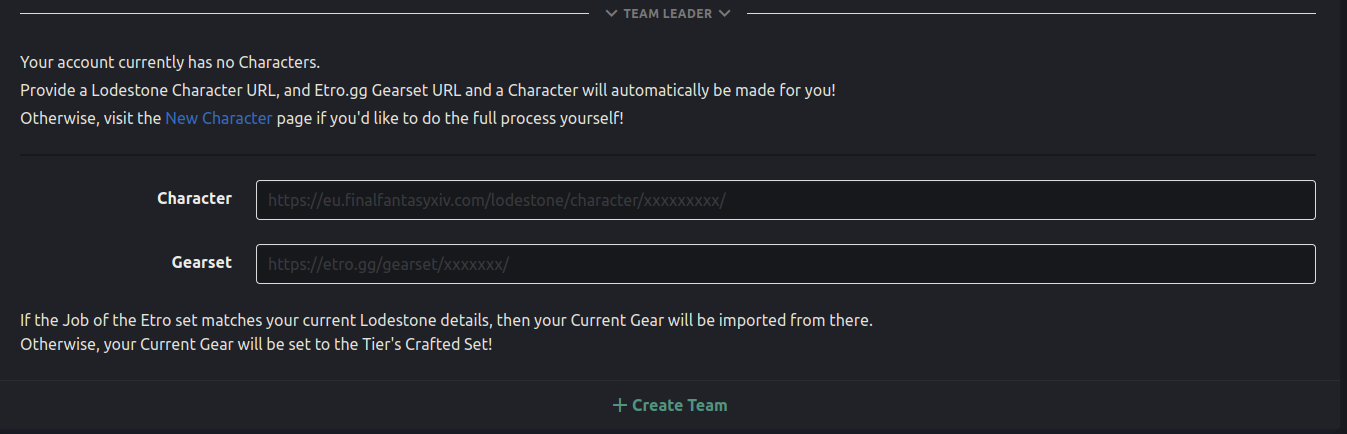 TEAM LEADER
Your account currently has no Characters.
Provide a Lodestone Character URL, and Etro.gg Gearset URL and a Character will automatically be made for you!
Otherwise, visit the New Character page if you'd like to do the full process yourself!
Character
https://eu.finalfantasyxiv.com/lodestone/character/xxxxxxxxx/
Gearset
https://etro.gg/gearset/xxxxxxx/
If the Job of the Etro set matches your current Lodestone details, then your Current Gear will be imported from there.
Otherwise, your Current Gear will be set to the Tier's Crafted Set!
+ Create Team